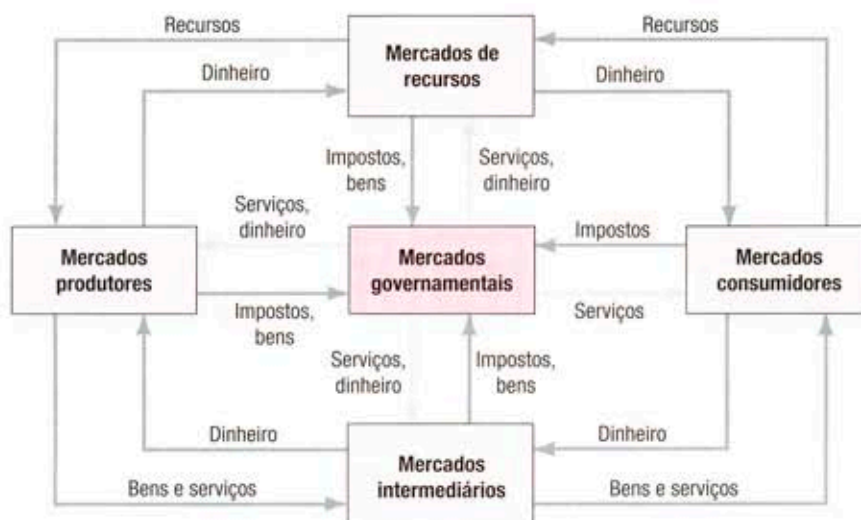 Recursos
Mercados de
recursos
Recursos
Dinheiro
Dinheiro
Impostos,
bens
Serviços,
dinheiro
Serviços,
dinheiro
Impostos
Mercados
produtores
Mercados
governamentais
Mercados
consumidores
Impostos,
bens
Serviços
Serviços,
dinheiro
Impostos,
bens
Dinheiro
Dinheiro
Mercados
intermediários
Bens e serviços
Bens e serviços